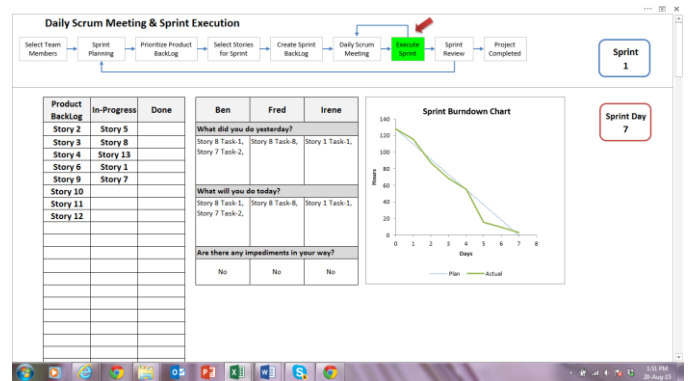 Daily Scrum Meeting & Sprint Execution
Select Team Members
Sprint Planning
Prioritize Product BackLog
Select Stories for Sprint
Create Sprint BackLog
Daily Scrum Meeting
Execute Sprint
Sprint Review
Project Completed
Sprint
1
Sprint Day
7
Product BackLog In-Progress Done
Story 2 Story 5
Story 3 Story 8
Story 4 Story 13
Story 6 Story 1
Story 9 Story 7
Story 10
Story 11
Story 12
Ben Fred Irene
What did you do yesterday?
Story 8 Task-1, Story 8 Task-8, Story 1 Task-1,
Story 7 Task-2,
What will you do today?
Story 8 Task-1, Story 8 Task-8, Story 1 Task-1,
Story 7 Task-2,
Are there any impediments in your way?
No No No
Sprint Burndown Chart
140
120
100
80
60
40
20
0
Hours
0 1 2 3 4 5 6 7 8
Days
Plan Actual
1:51 PM
20-Aug-15